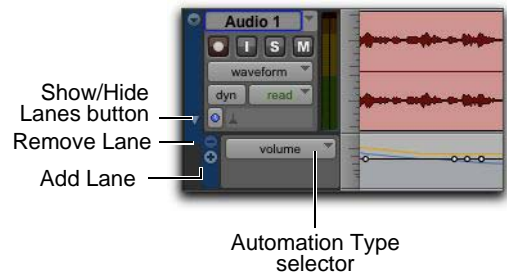 Audio 1
I S M
waveform
dyn read
Show/Hide
Lanes button
Remove Lane
Add Lane
volume
Automation Type
selector